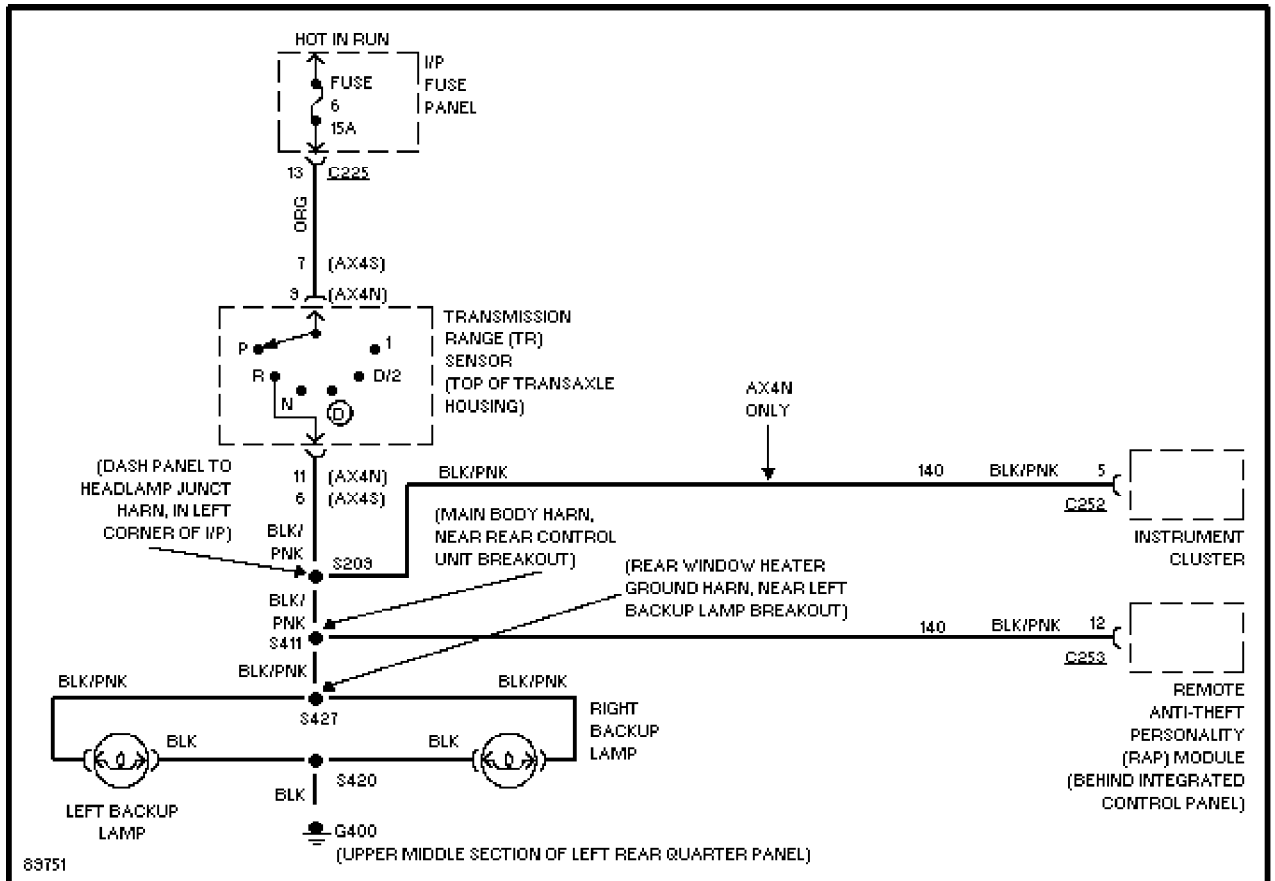 HOT IN RUN
I/P
FUSE
PANEL
FUSE
6
15A
13 C225
ORG
7 (AX4S)
9 (AX4N)
TRANSMISSION
RANGE (TR)
SENSOR
(TOP OF TRANSAXLE
HOUSING)
P
1
R
D/2
N
D
AX4N
ONLY
(DASH PANEL TO
HEADLAMP JUNCT
HARN, IN LEFT
CORNER OF I/P)
11 (AX4N)
6 (AX4S)
BLK/PNK
140
BLK/PNK
5
C252
INSTRUMENT
CLUSTER
BLK/
PNK
S209
(MAIN BODY HARN,
NEAR REAR CONTROL
UNIT BREAKOUT)
(REAR WINDOW HEATER
GROUND HARN, NEAR LEFT
BACKUP LAMP BREAKOUT)
BLK/
PNK
S411
140
BLK/PNK
12
C253
REMOTE
ANTI-THEFT
PERSONALITY
(RAP) MODULE
(BEHIND INTEGRATED
CONTROL PANEL)
BLK/PNK
BLK/PNK
BLK/PNK
S427
RIGHT
BACKUP
LAMP
BLK
BLK
S420
LEFT BACKUP
LAMP
BLK
G400
(UPPER MIDDLE SECTION OF LEFT REAR QUARTER PANEL)
89751